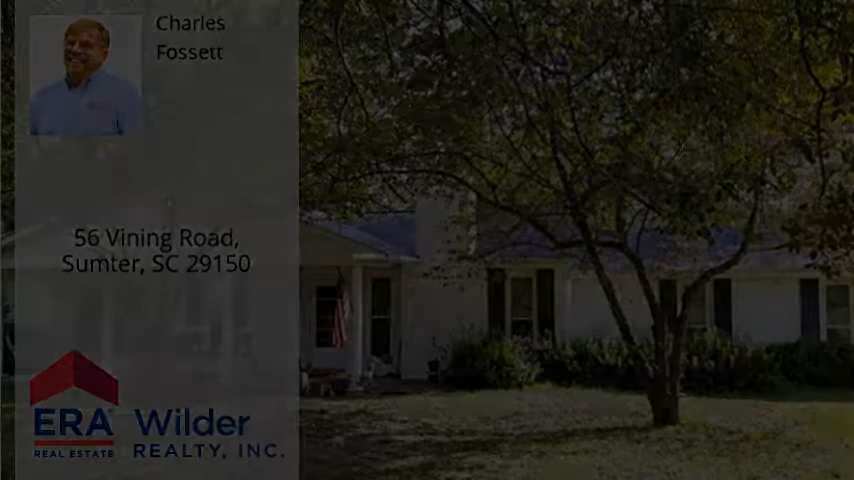 Charles
Fossett
56 Vining Road,
Sumter, SC 29150
ERA Wilder
REAL ESTATE REALTY, INC.